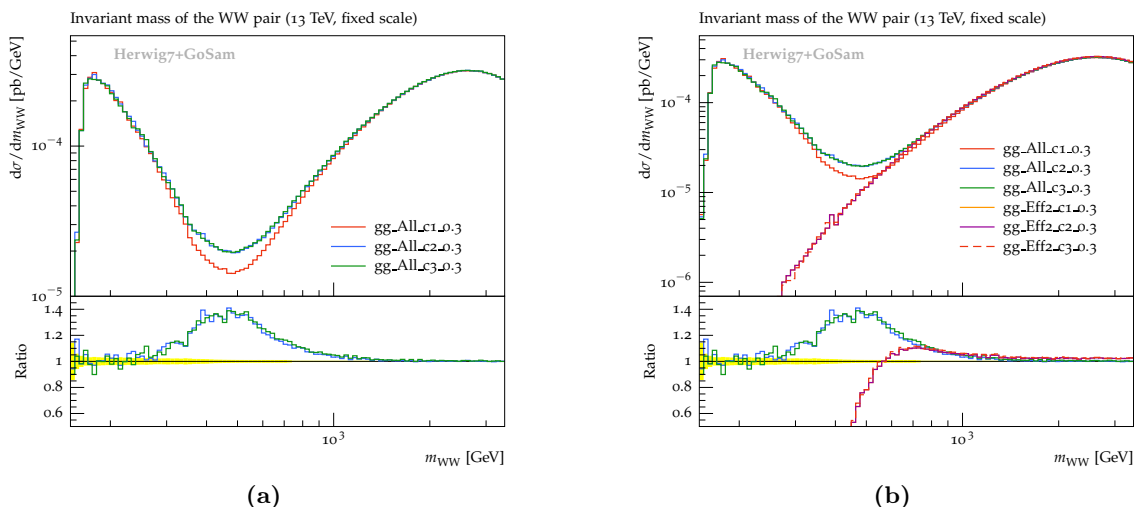 Invariant mass of the WW pair (13 TeV, fixed scale)
Herwig7+GoSam
dσ/dm_WW [pb/GeV]
10^−4
10^−5
gg_All_c1_0.3
gg_All_c2_0.3
gg_All_c3_0.3
Ratio
1.4
1.2
1
0.8
0.6
10^3
m_WW [GeV]
(a)
Invariant mass of the WW pair (13 TeV, fixed scale)
Herwig7+GoSam
dσ/dm_WW [pb/GeV]
10^−4
10^−5
10^−6
gg_All_c1_0.3
gg_All_c2_0.3
gg_All_c3_0.3
gg_Eff2_c1_0.3
gg_Eff2_c2_0.3
gg_Eff2_c3_0.3
Ratio
1.4
1.2
1
0.8
0.6
10^3
m_WW [GeV]
(b)